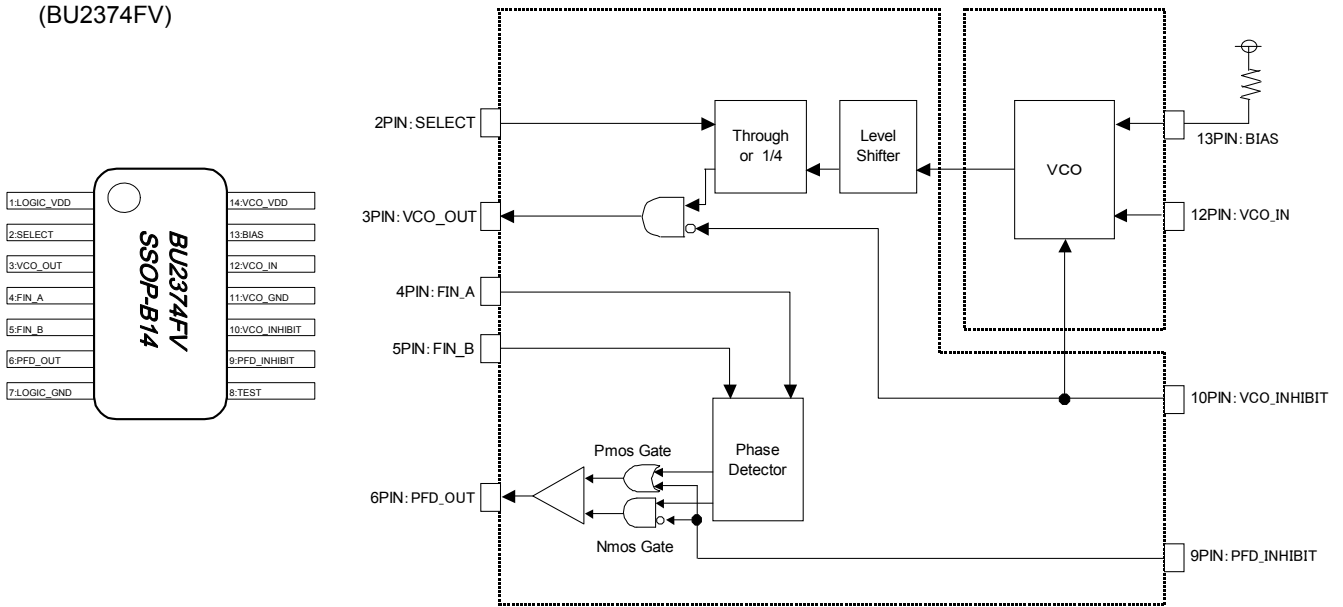 (BU2374FV)
1:LOGIC_VDD
2:SELECT
3:VCO_OUT
4:FIN_A
5:FIN_B
6:PFD_OUT
7:LOGIC_GND
BU2374FV
SSOP-B14
14:VCO_VDD
13:BIAS
12:VCO_IN
11:VCO_GND
10:VCO_INHIBIT
9:PFD_INHIBIT
8:TEST
2PIN:SELECT
3PIN:VCO_OUT
4PIN:FIN_A
5PIN:FIN_B
6PIN:PFD_OUT
Through
or 1/4
Level
Shifter
VCO
13PIN:BIAS
12PIN:VCO_IN
10PIN:VCO_INHIBIT
Pmos Gate
Phase
Detector
Nmos Gate
9PIN:PFD_INHIBIT